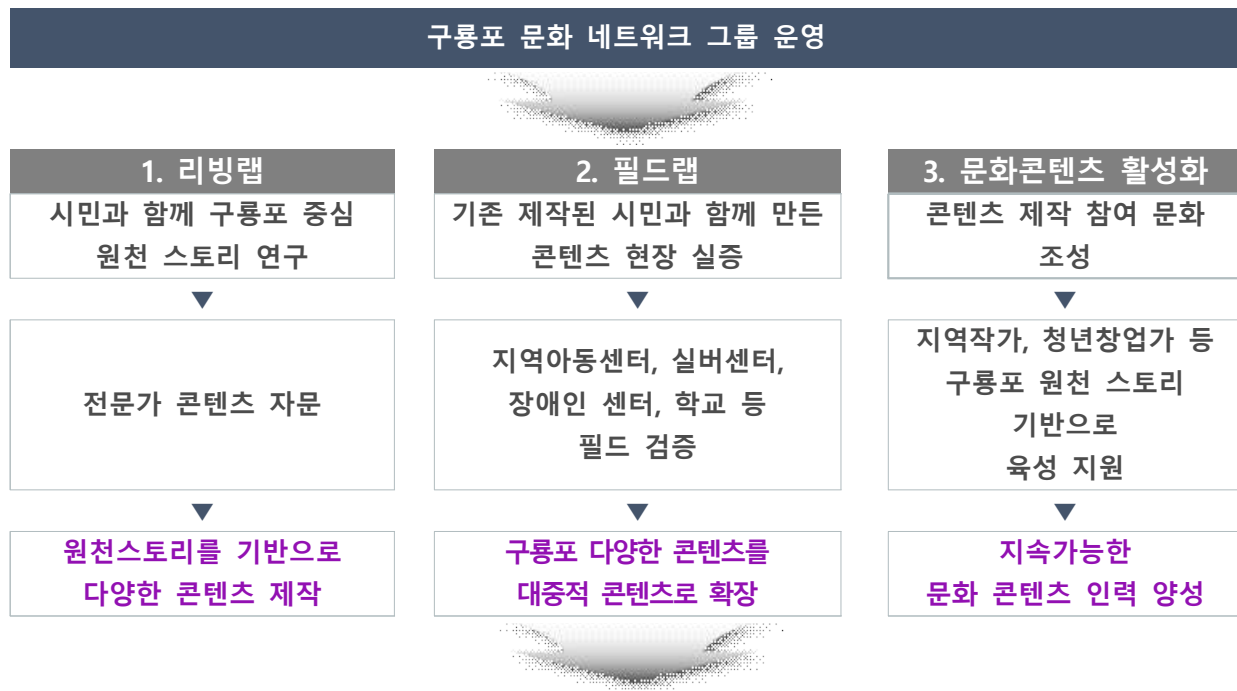 구룡포 문화 네트워크 그룹 운영
1. 리빙랩
시민과 함께 구룡포 중심
원천 스토리 연구
전문가 콘텐츠 자문
원천스토리를 기반으로
다양한 콘텐츠 제작
2. 필드랩
기존 제작된 시민과 함께 만든
콘텐츠 현장 실증
지역아동센터, 실버센터,
장애인 센터, 학교 등
필드 검증
구룡포 다양한 콘텐츠를
대중적 콘텐츠로 확장
3. 문화콘텐츠 활성화
콘텐츠 제작 참여 문화
조성
지역작가, 청년창업가 등
구룡포 원천 스토리
기반으로
육성 지원
지속가능한
문화 콘텐츠 인력 양성